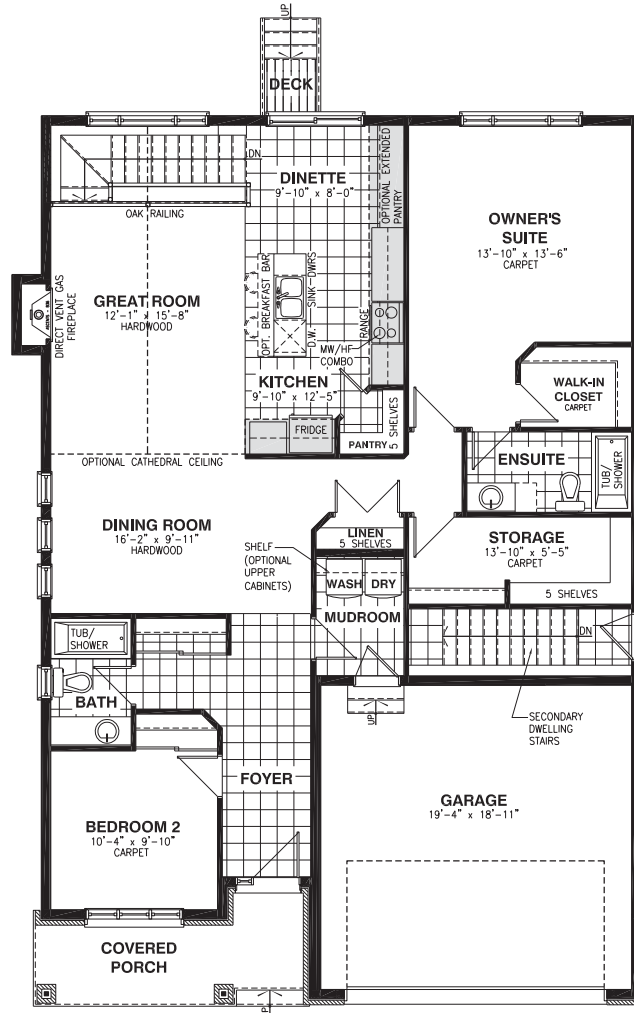 UP
DECK
DN
DINETTE
9'-10" x 8'-0"
OPTIONAL EXTENDED
PANTRY
OAK RAILING
OWNER'S
SUITE
13'-10" x 13'-6"
CARPET
GREAT ROOM
12'-1" x 15'-8"
HARDWOOD
DIRECT VENT GAS
FIREPLACE
OPT. BREAKFAST BAR
SINK
DWRS
D.W.
RANGE
MW/HF
COMBO
KITCHEN
9'-10" x 12'-5"
FRIDGE
PANTRY
5 SHELVES
WALK-IN
CLOSET
CARPET
OPTIONAL CATHEDRAL CEILING
ENSUITE
TUB/
SHOWER
DINING ROOM
16'-2" x 9'-11"
HARDWOOD
LINEN
5 SHELVES
STORAGE
13'-10" x 5'-5"
CARPET
5 SHELVES
SHELF
(OPTIONAL
UPPER
CABINETS)
WASH
DRY
MUDROOM
DN
TUB/
SHOWER
BATH
UP
SECONDARY
DWELLING
STAIRS
FOYER
BEDROOM 2
10'-4" x 9'-10"
CARPET
GARAGE
19'-4" x 18'-11"
COVERED
PORCH